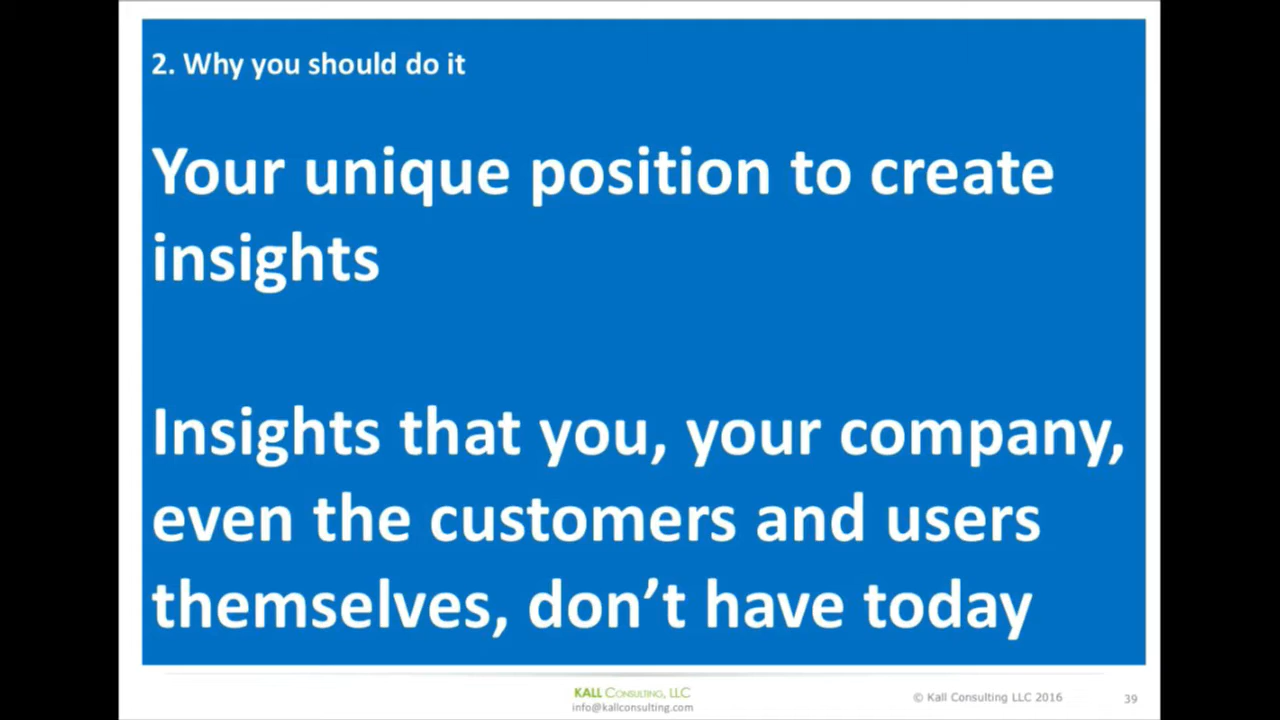 2. Why you should do it
Your unique position to create
insights
Insights that you, your company,
even the customers and users
themselves, don’t have today
KALL CONSULTING, LLC
info@kallconsulting.com
© Kall Consulting LLC 2016
39